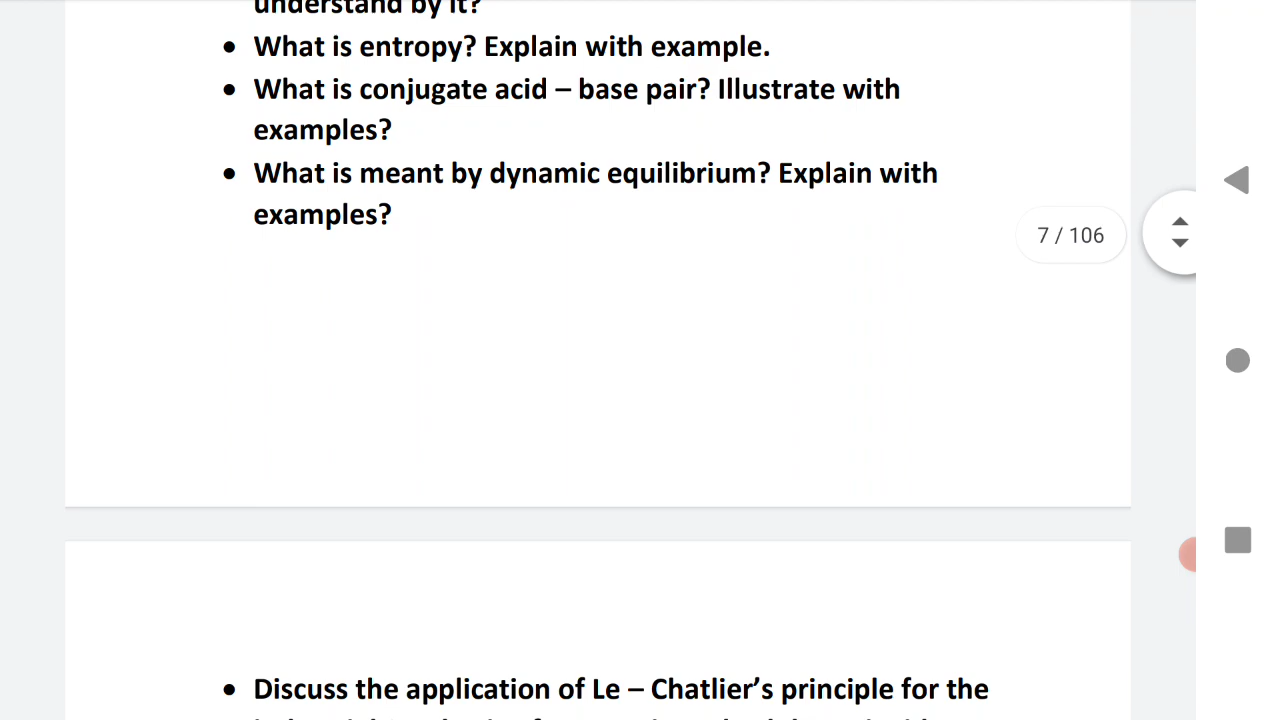 understand by it?
• What is entropy? Explain with example.
• What is conjugate acid – base pair? Illustrate with
examples?
• What is meant by dynamic equilibrium? Explain with
examples?
7 / 106
• Discuss the application of Le – Chatlier’s principle for the